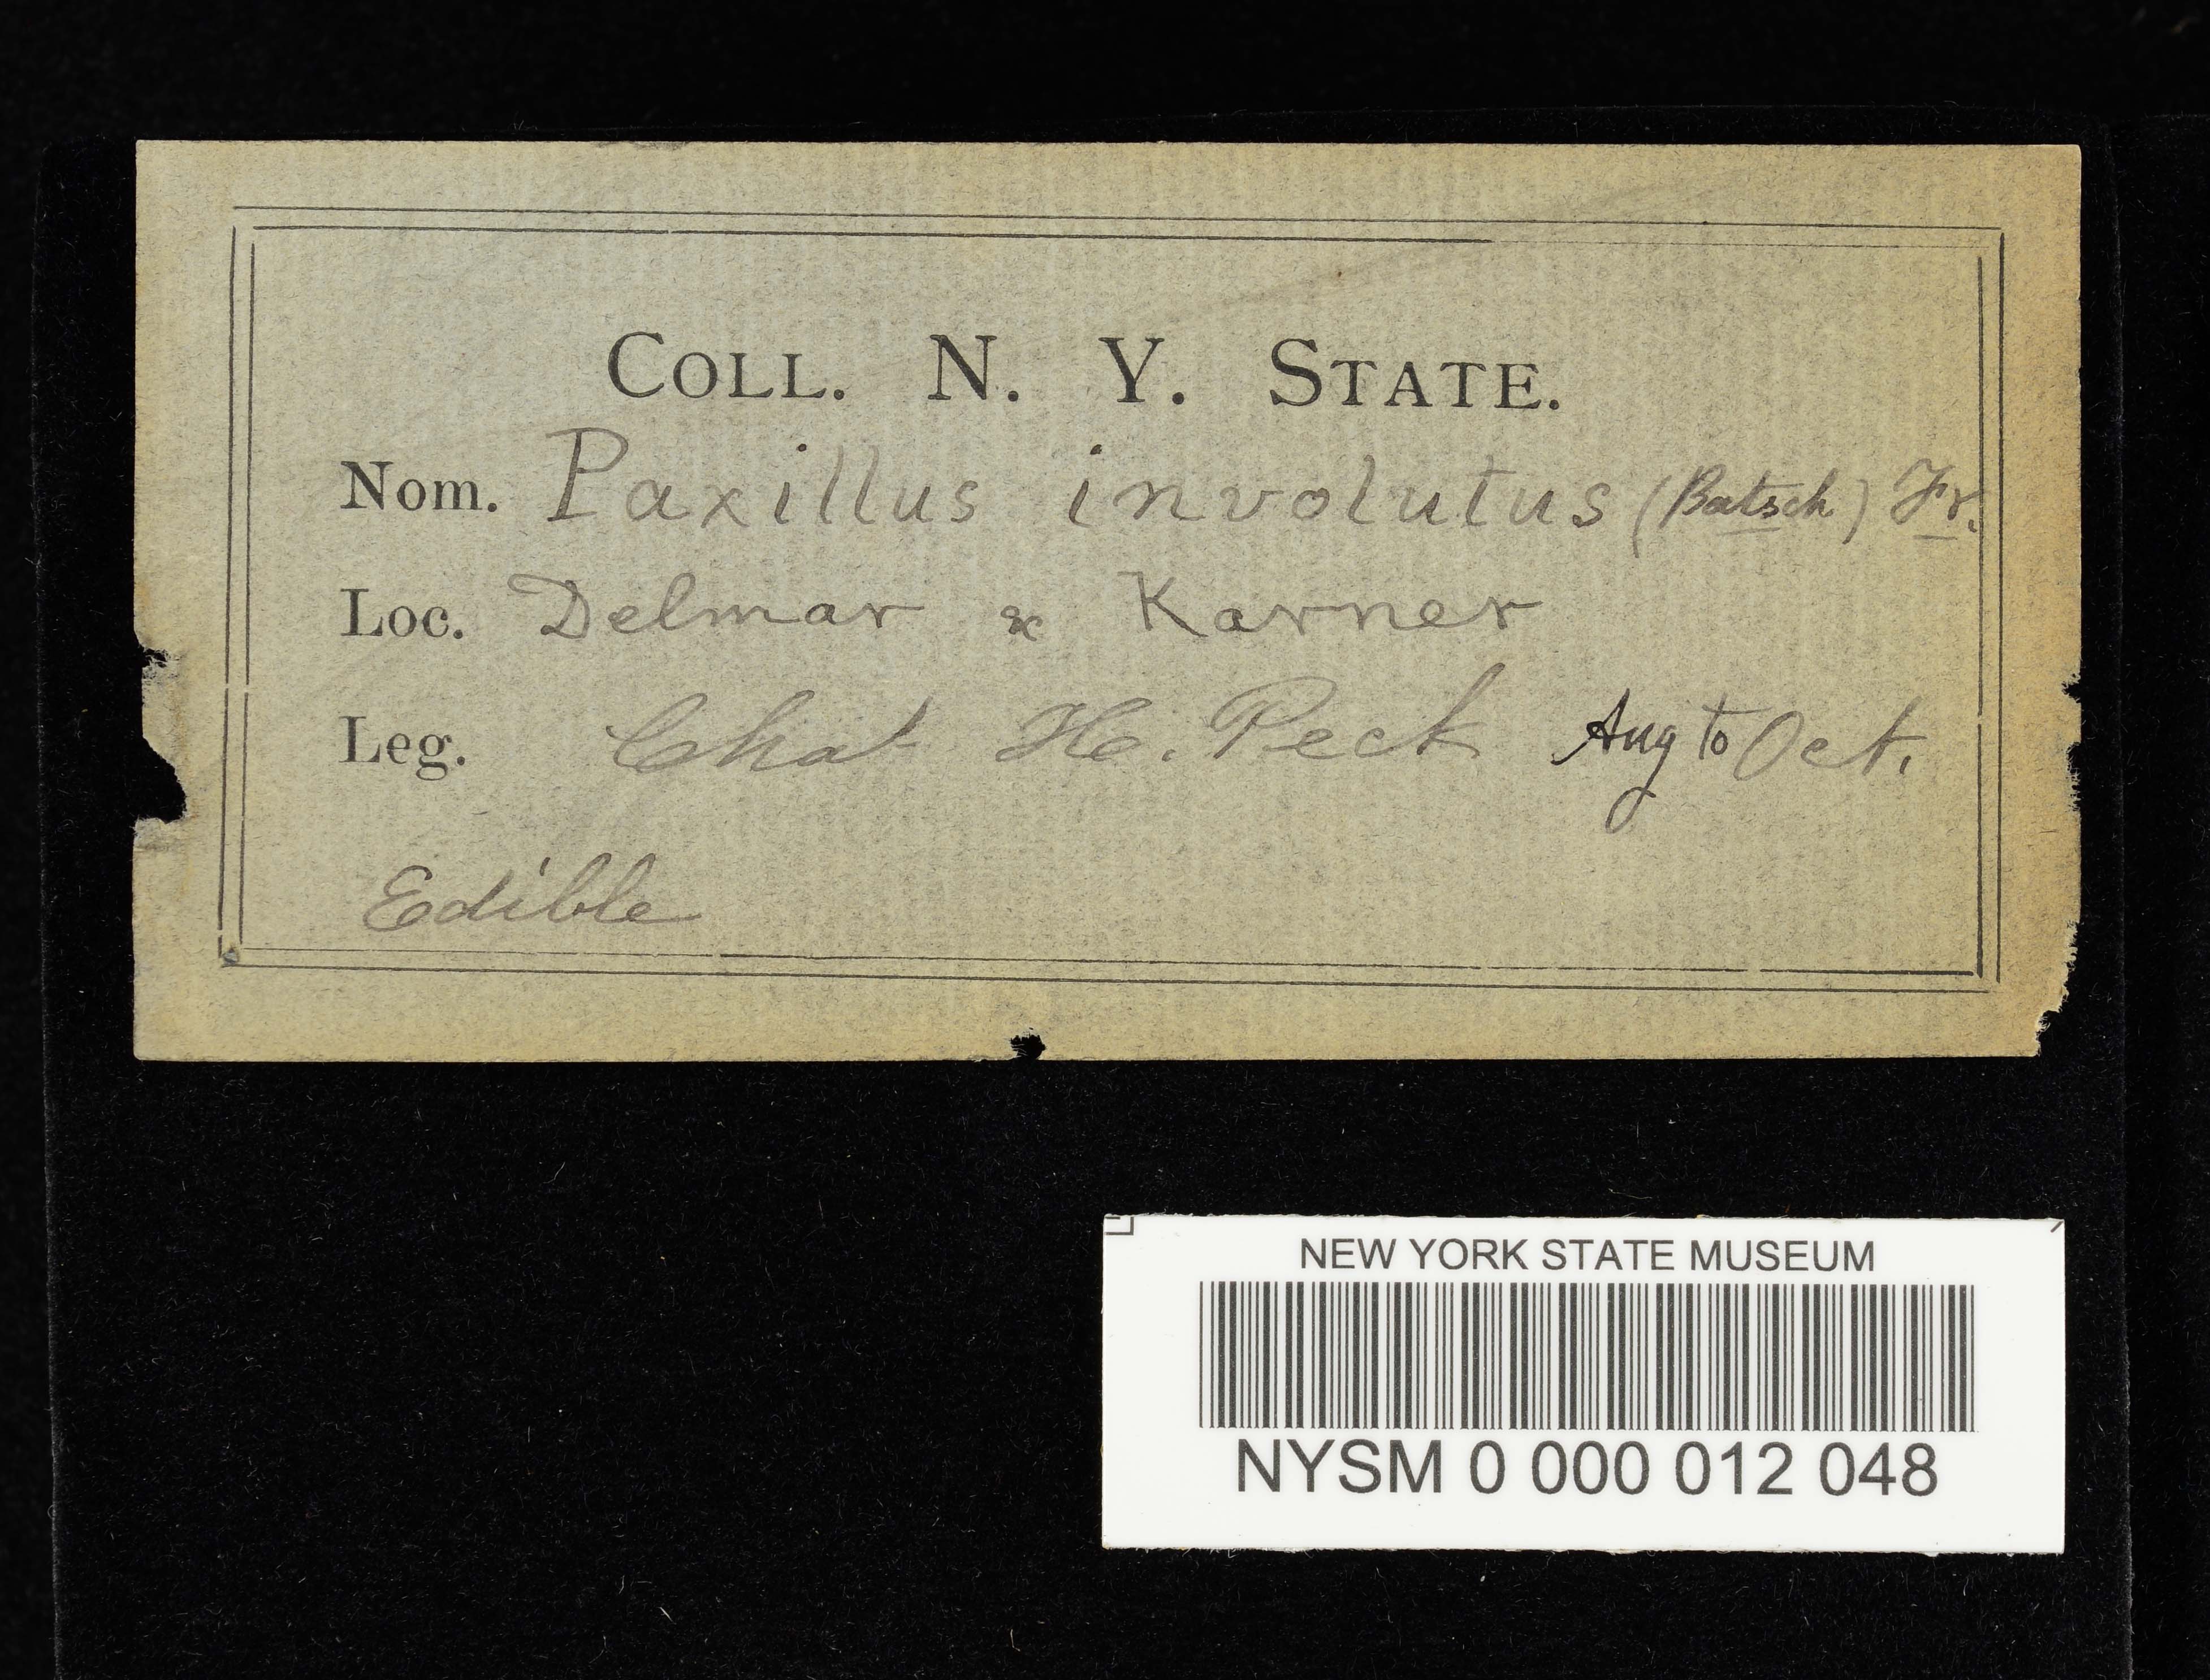 COLL. N. Y. STATE.
Nom. Paxillus involutus (Batsch) Fr.
Loc. Delmar & Karner
Leg. Chas H. Peck Aug to Oct.
Edible
NEW YORK STATE MUSEUM
NYSM 0 000 012 048